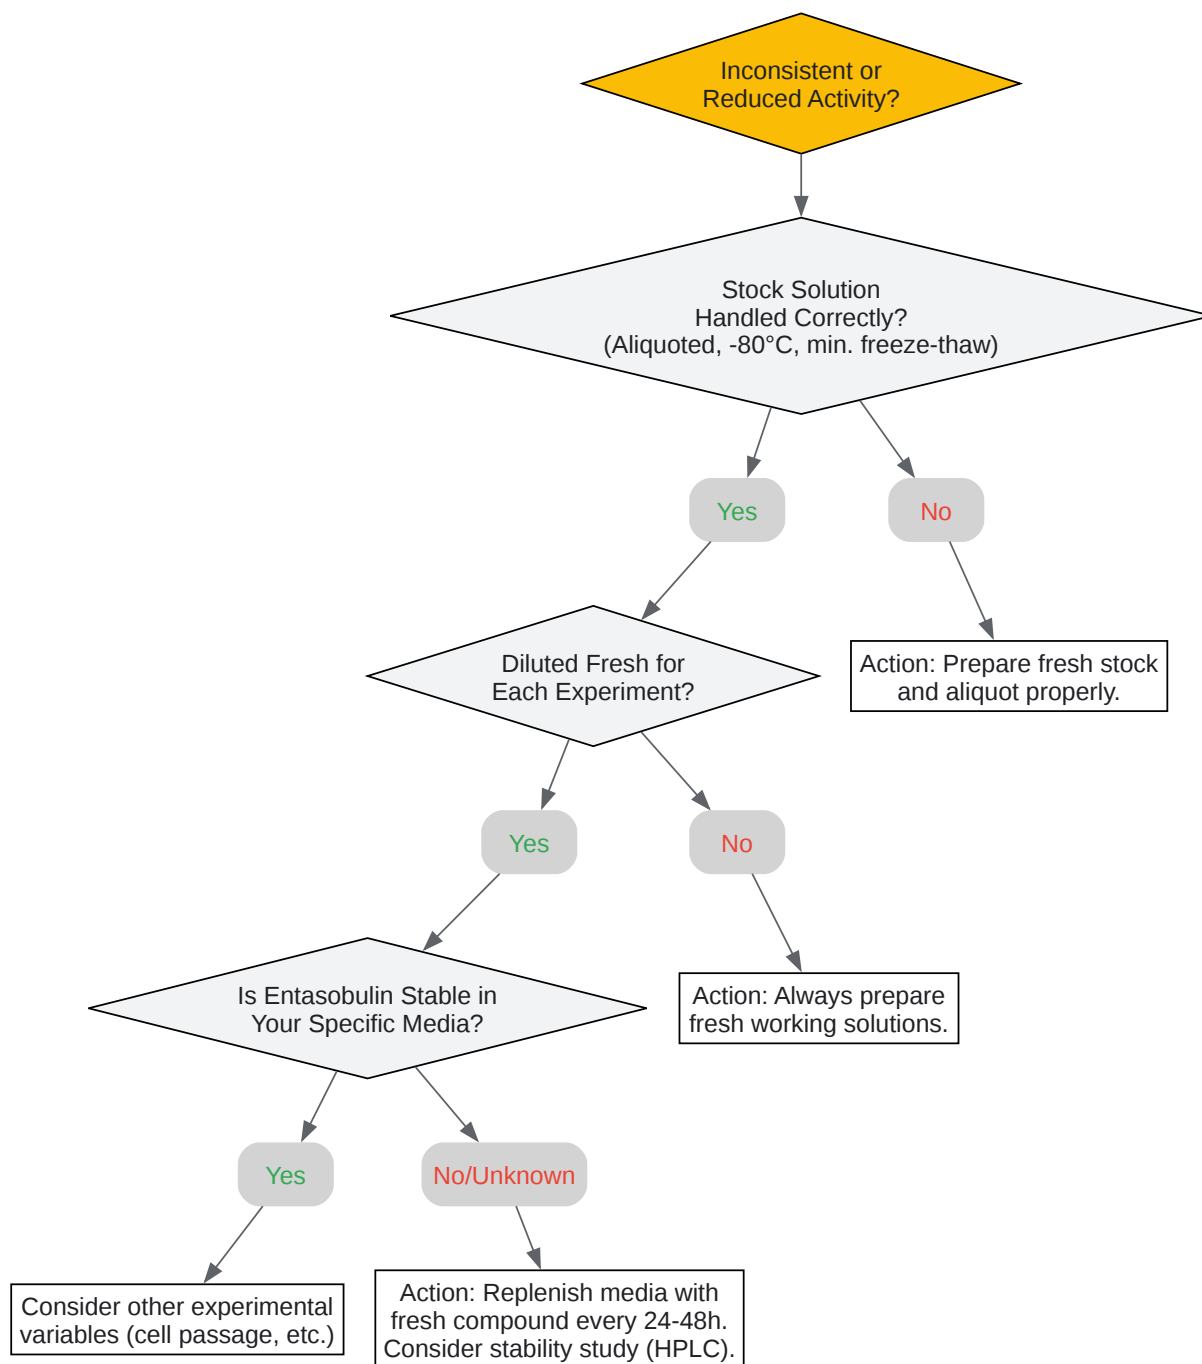 Inconsistent or
Reduced Activity?
Stock Solution
Handled Correctly?
(Aliquoted, -80°C, min. freeze-thaw)
Yes
No
Diluted Fresh for
Each Experiment?
Action: Prepare fresh stock
and aliquot properly.
Yes
No
Is Entasobulin Stable in
Your Specific Media?
Action: Always prepare
fresh working solutions.
Yes
No/Unknown
Consider other experimental
variables (cell passage, etc.)
Action: Replenish media with
fresh compound every 24-48h.
Consider stability study (HPLC).